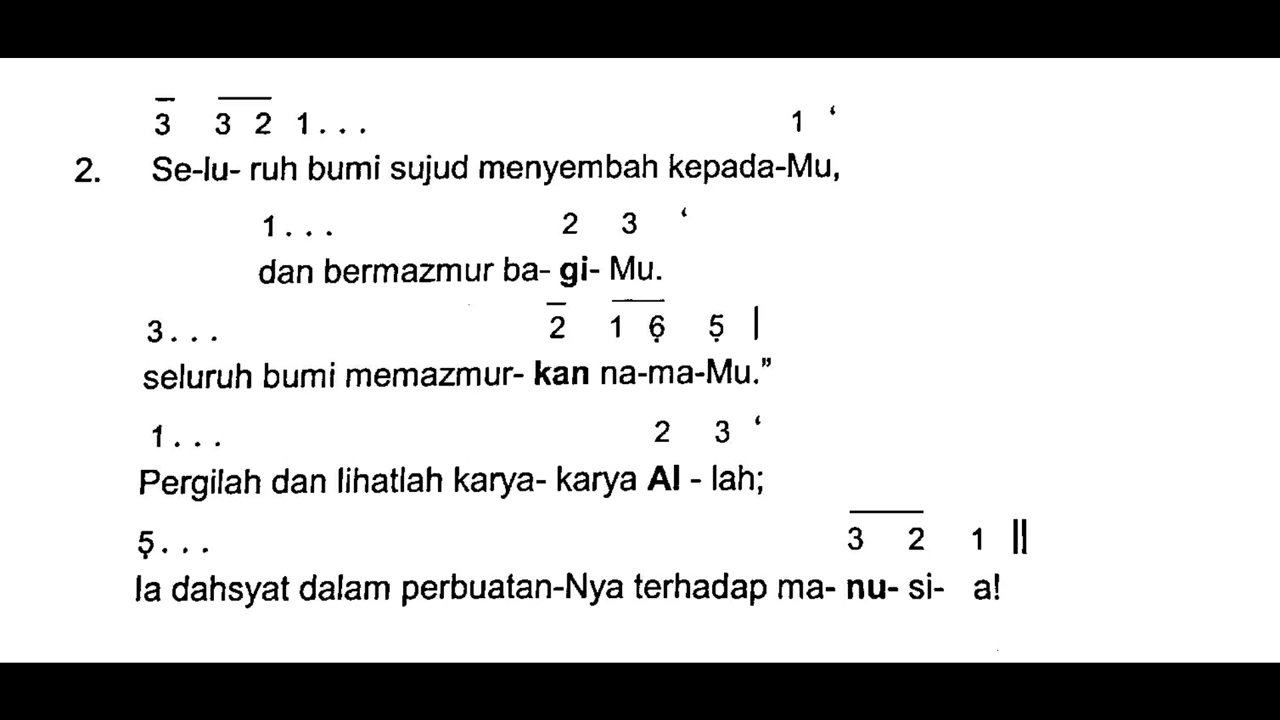 3 3 2 1... 1 ‘
2. Se-lu- ruh bumi sujud menyembah kepada-Mu,
1... 2 3 ‘
dan bermazmur ba- gi- Mu.
3... 2 1 6̣ 5̣ |
seluruh bumi memazmur- kan na-ma-Mu.”
1... 2 3 ‘
Pergilah dan lihatlah karya- karya Al - lah;
5̣... 3 2 1 ||
Ia dahsyat dalam perbuatan-Nya terhadap ma- nu- si- a!